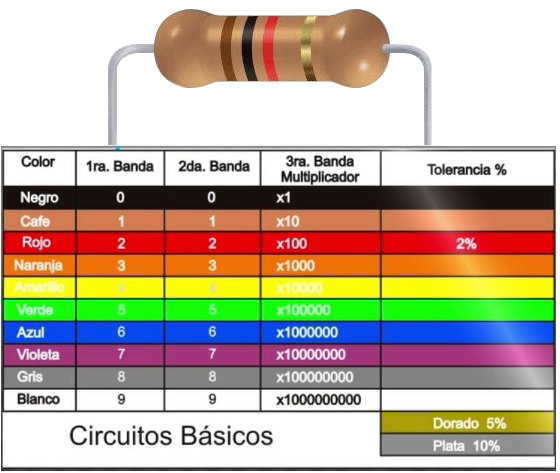 Color 1ra. Banda 2da. Banda 3ra. Banda Multiplicador Tolerancia %
Negro 0 0 x1
Cafe 1 1 x10
Rojo 2 2 x100 2%
Naranja 3 3 x1000
Amarillo 4 4 x10000
Verde 5 5 x100000
Azul 6 6 x1000000
Violeta 7 7 x10000000
Gris 8 8 x100000000
Blanco 9 9 x1000000000
Circuitos Básicos
Dorado 5%
Plata 10%